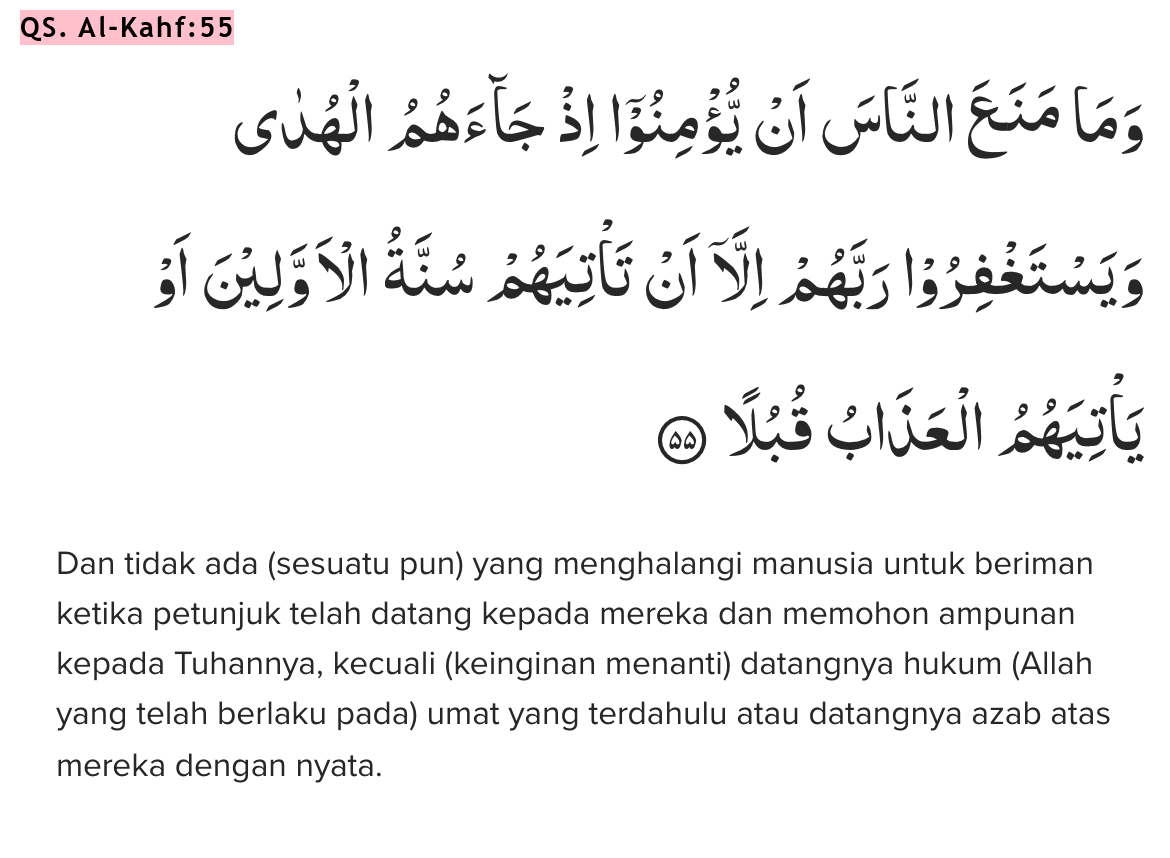 QS. Al-Kahf:55
وَمَا مَنَعَ النَّاسَ اَنْ يُّؤْمِنُوْٓا اِذْ جَاۤءَهُمُ الْهُدٰى
وَيَسْتَغْفِرُوْا رَبَّهُمْ اِلَّآ اَنْ تَأْتِيَهُمْ سُنَّةُ الْاَوَّلِيْنَ اَوْ
يَأْتِيَهُمُ الْعَذَابُ قُبُلًا ۝٥٥
Dan tidak ada (sesuatu pun) yang menghalangi manusia untuk beriman
ketika petunjuk telah datang kepada mereka dan memohon ampunan
kepada Tuhannya, kecuali (keinginan menanti) datangnya hukum (Allah
yang telah berlaku pada) umat yang terdahulu atau datangnya azab atas
mereka dengan nyata.